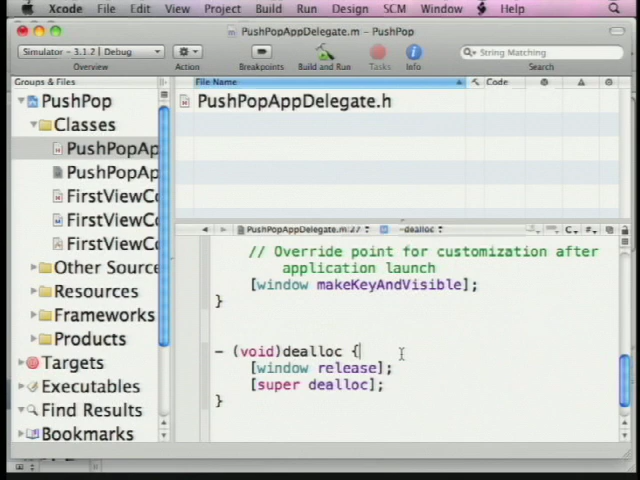 Xcode File Edit View Project Build Run Design SCM Window Help
PushPopAppDelegate.m - PushPop
Simulator - 3.1.2 | Debug
String Matching
Overview Action Breakpoints Build and Run Tasks Info Search
Groups & Files
File Name
Code
PushPop
PushPopAppDelegate.h
Classes
PushPopAp
PushPopAp
FirstViewCo
FirstViewCo
FirstViewCo
Other Source
Resources
Frameworks
Products
Targets
Executables
Find Results
Bookmarks
PushPopAppDelegate.m:27
-dealloc
C
#
// Override point for customization after
application launch
[window makeKeyAndVisible];
}
- (void)dealloc {
[window release];
[super dealloc];
}